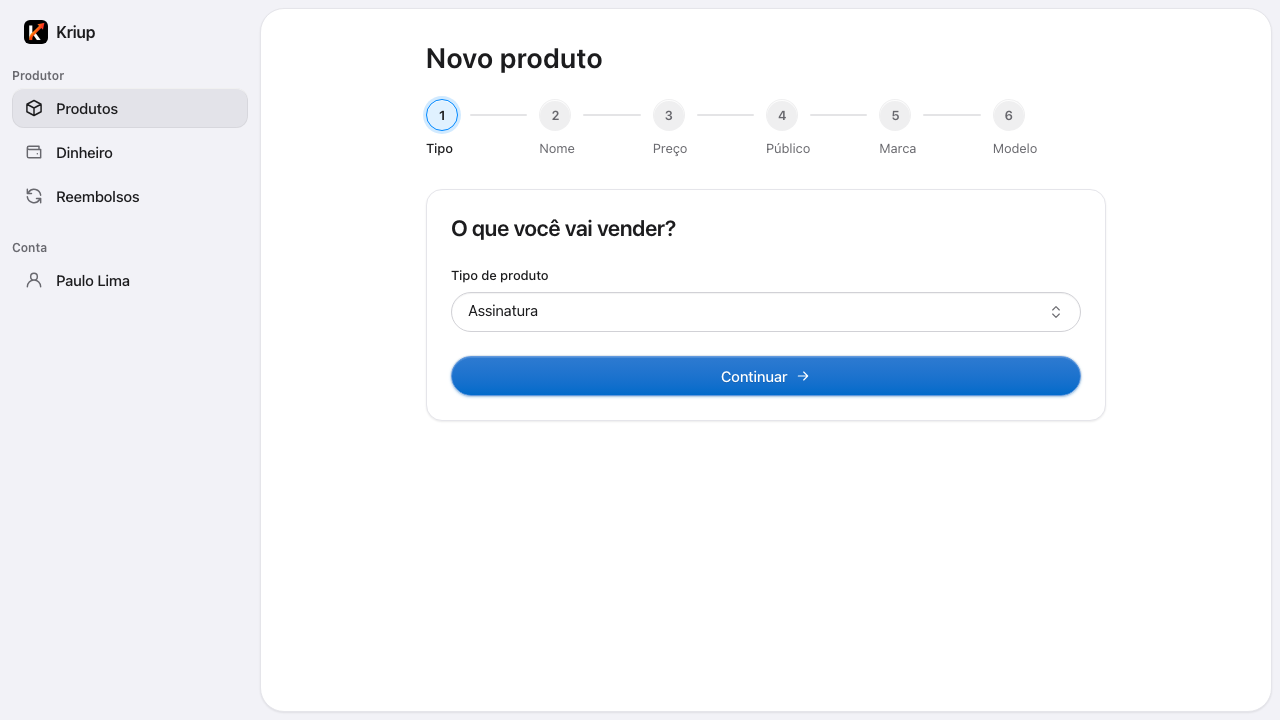 Kriup
Produtor
Produtos
Dinheiro
Reembolsos
Conta
Paulo Lima
Novo produto
1 2 3 4 5 6
Tipo Nome Preço Público Marca Modelo
O que você vai vender?
Tipo de produto
Assinatura
Continuar →